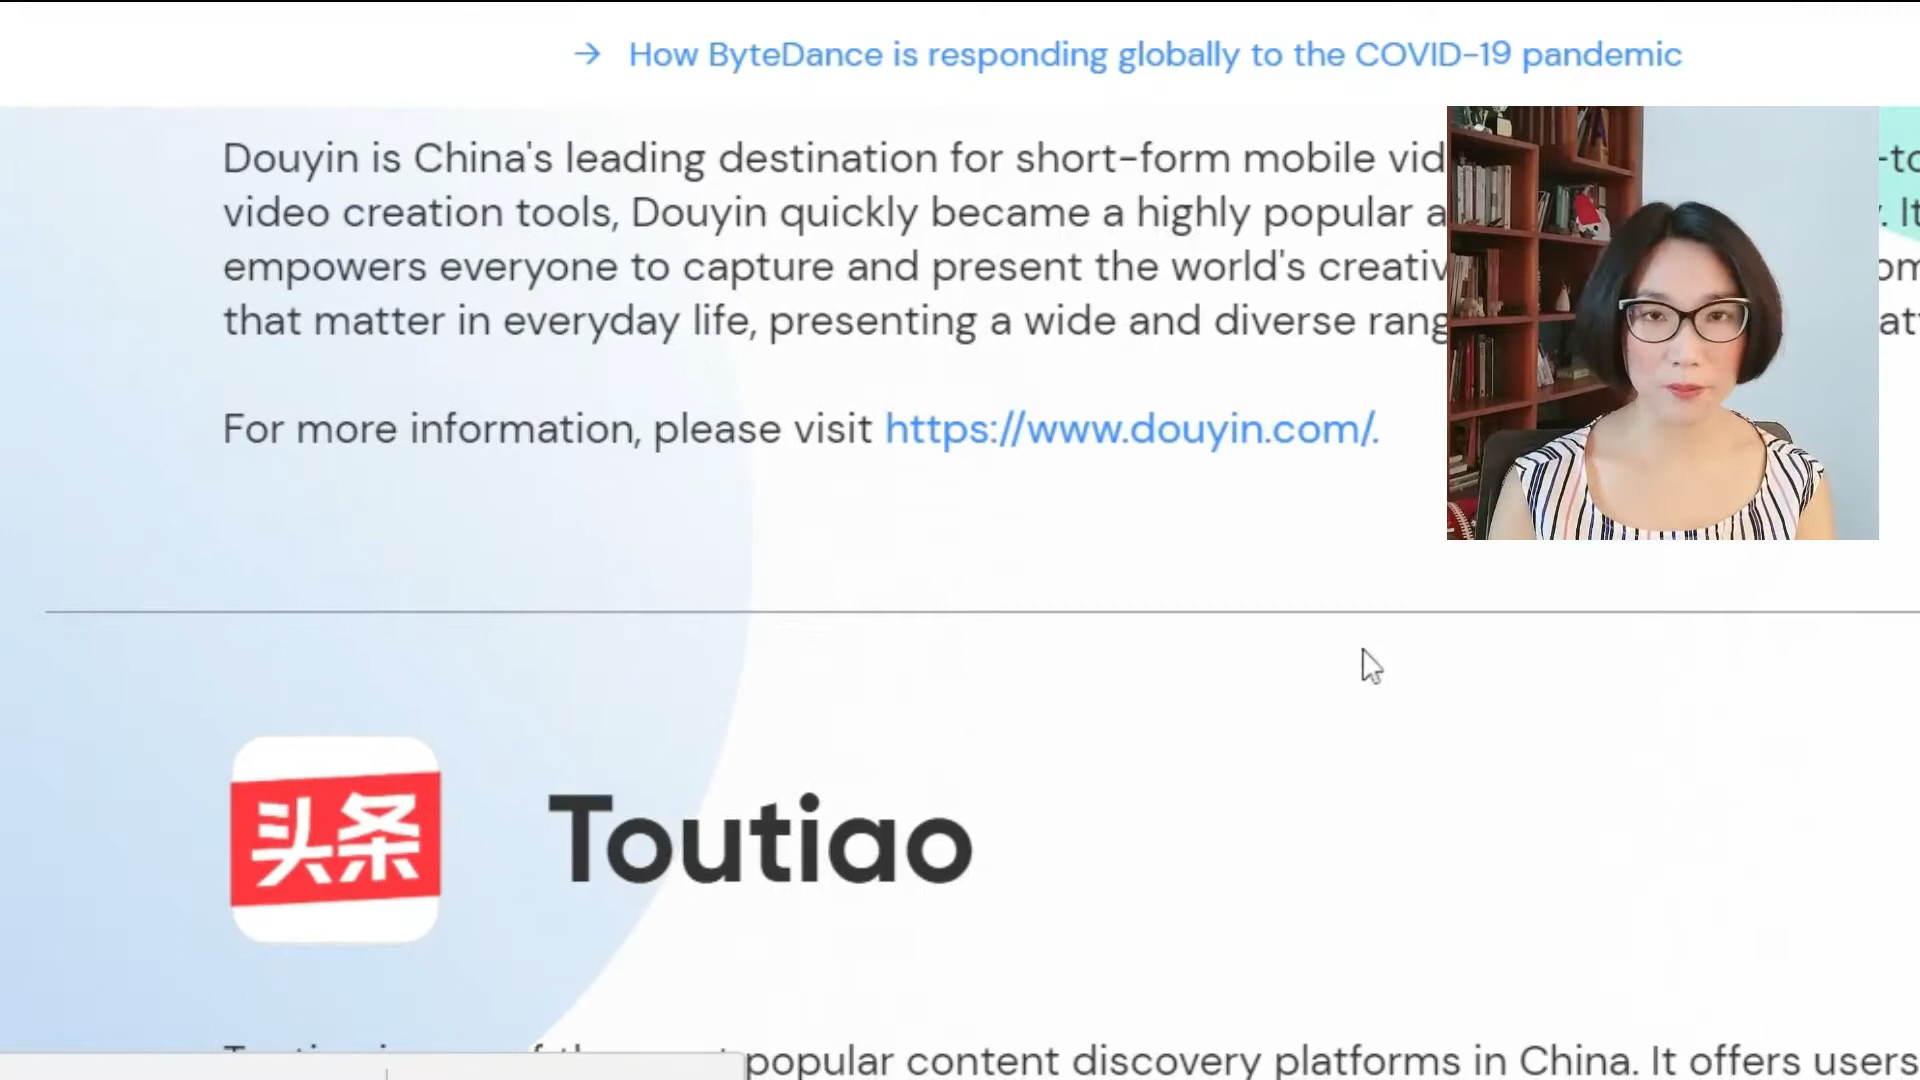 → How ByteDance is responding globally to the COVID-19 pandemic
Douyin is China's leading destination for short-form mobile
video creation tools, Douyin quickly became a highly popular
It
empowers everyone to capture and present the world's
that matter in everyday life, presenting a wide and diverse
For more information, please visit https://www.douyin.com/.
头条
Toutiao
popular content discovery platforms in China. It offers users